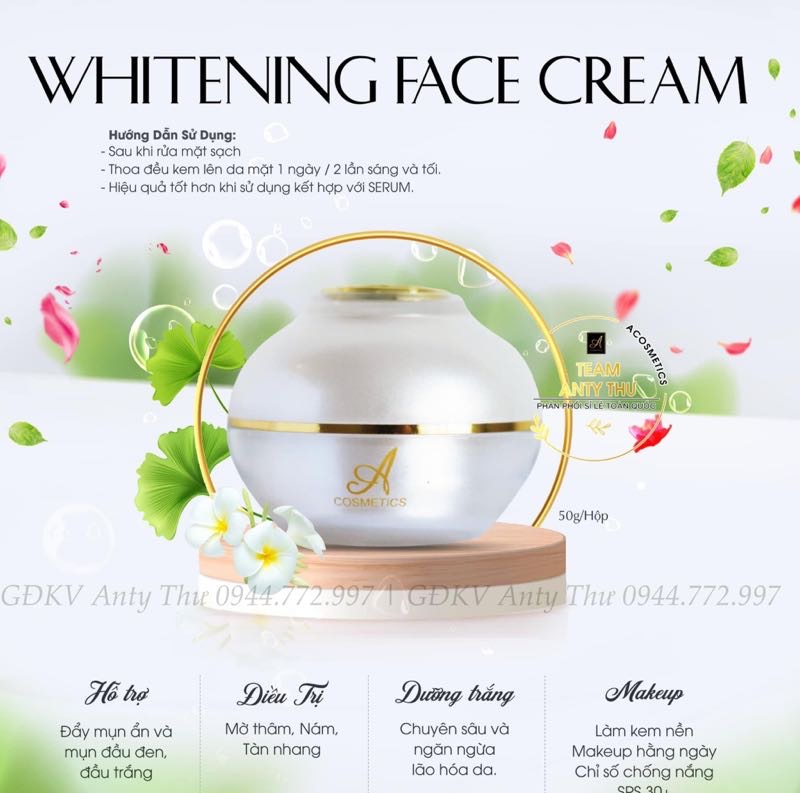 WHITENING FACE CREAM
Hướng Dẫn Sử Dụng:
- Sau khi rửa mặt sạch
- Thoa đều kem lên da mặt 1 ngày / 2 lần sáng và tối.
- Hiệu quả tốt hơn khi sử dụng kết hợp với SERUM.
A
ACOSMETICS
TEAM
ANTY THƯ
PHÂN PHỐI SỈ LẺ TOÀN QUỐC
A
COSMETICS
50g/Hộp
GĐKV Anty Thư 0944.772.997 | GĐKV Anty Thư 0944.772.997
Hỗ trợ
Đẩy mụn ẩn và
mụn đầu đen,
đầu trắng
Điều Trị
Mờ thâm, Nám,
Tàn nhang
Dưỡng trắng
Chuyên sâu và
ngăn ngừa
lão hóa da.
Makeup
Làm kem nền
Makeup hằng ngày
Chỉ số chống nắng
SPS 30+